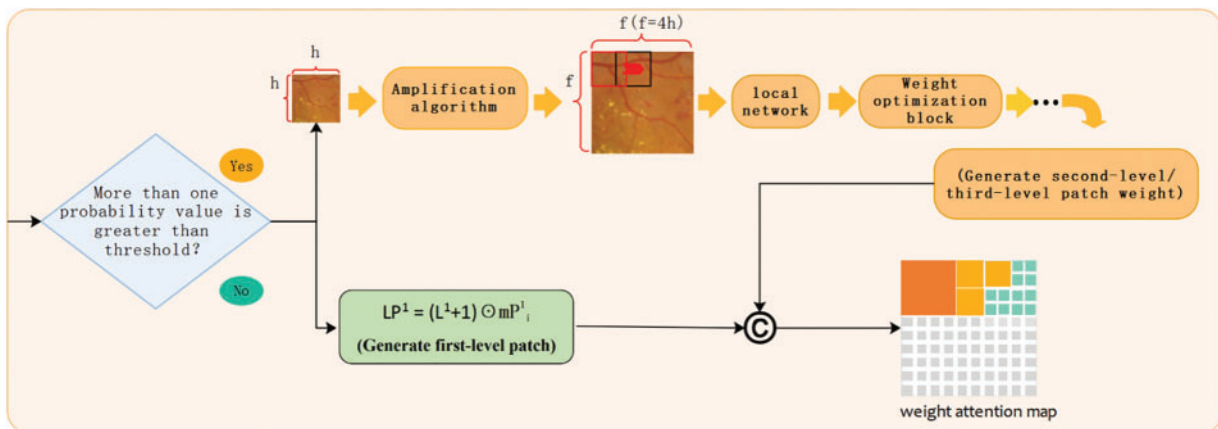 More than one
probability value is
greater than
threshold?
Yes
No
h
h
Amplification
algorithm
f(f=4h)
f
local
network
Weight
optimization
block
(Generate second-level/
third-level patch weight)
LP¹ = (L¹+1) ⊙ mP¹ᵢ
(Generate first-level patch)
C
weight attention map